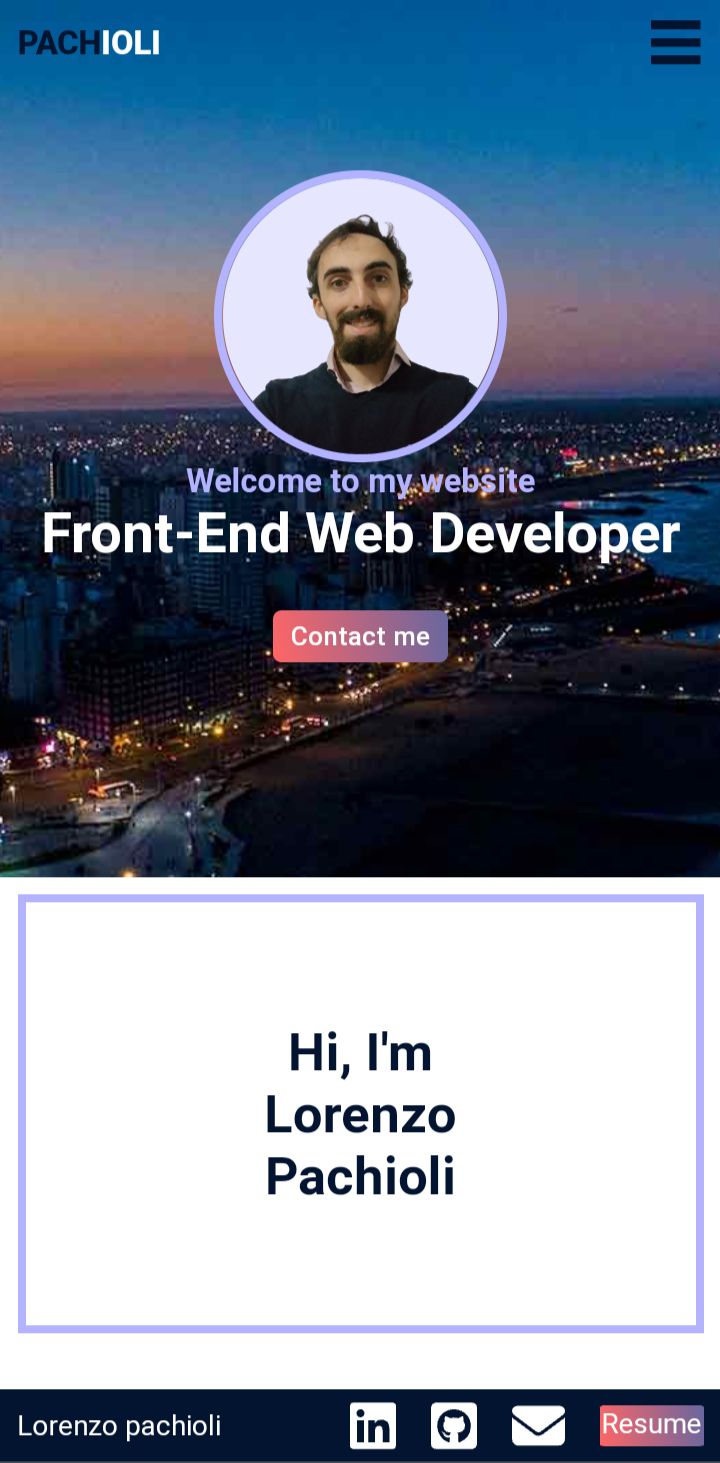 PACHIOLI
Welcome to my website
Front-End Web Developer
Contact me
Hi, I'm
Lorenzo
Pachioli
Lorenzo pachioli
Resume